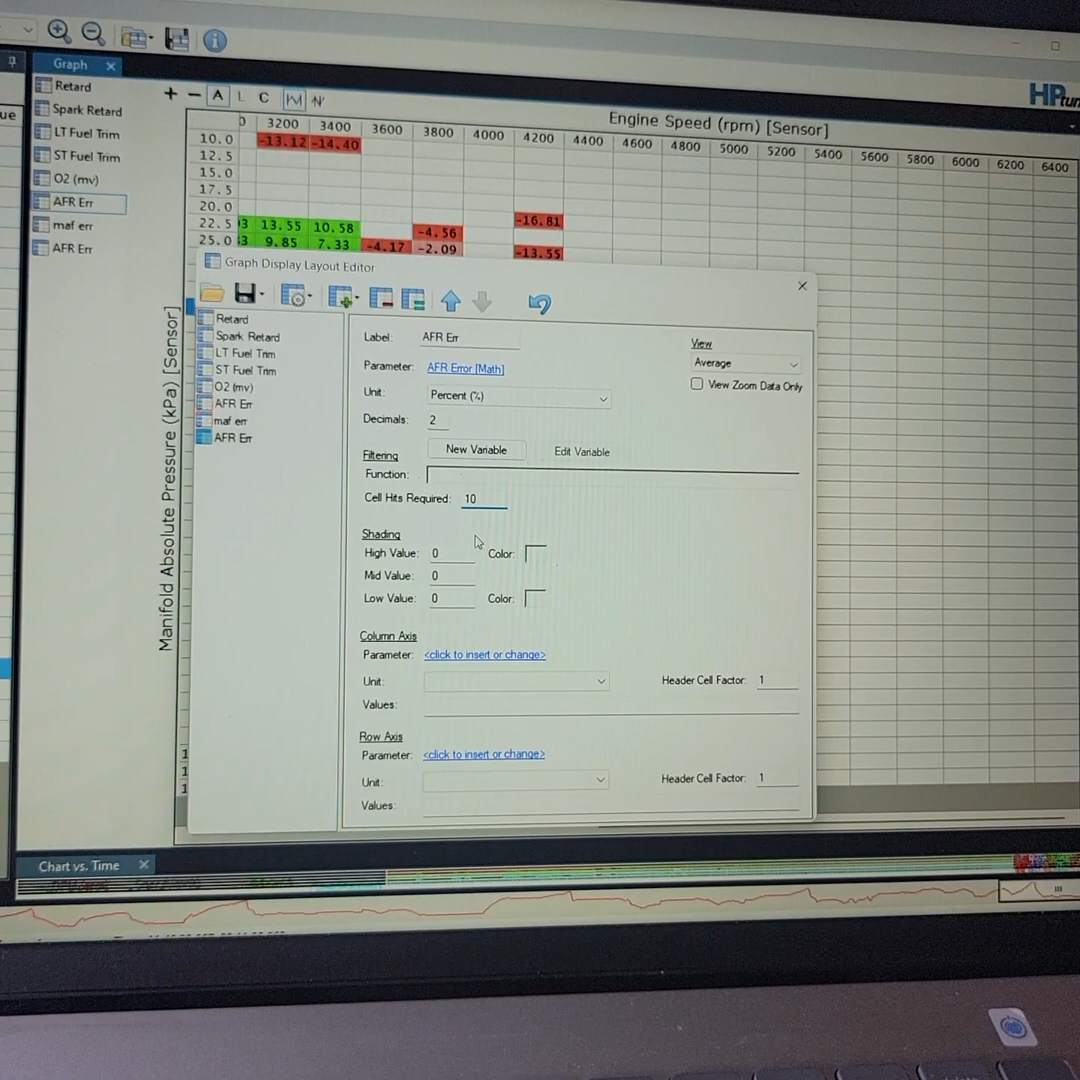 Graph
HPtun
ue
Retard
Spark Retard
LT Fuel Trim
ST Fuel Trim
O2 (mv)
AFR Err
maf err
AFR Err
+ − A L C
Engine Speed (rpm) [Sensor]
3200 3400 3600 3800 4000 4200 4400 4600 4800 5000 5200 5400 5600 5800 6000 6200 6400
10.0 -13.12 -14.40
12.5
15.0
17.5
20.0
22.5 13.55 10.58 -4.56 -16.81
25.0 9.85 7.33 -4.17 -2.09 -13.55
Manifold Absolute Pressure (kPa) [Sensor]
Graph Display Layout Editor
Retard
Spark Retard
LT Fuel Trim
ST Fuel Trim
O2 (mv)
AFR Err
maf err
AFR Err
Label: AFR Err
View
Parameter: AFR Error [Math]
Average
Unit: Percent (%)
View Zoom Data Only
Decimals: 2
New Variable Edit Variable
Filtering
Function:
Cell Hits Required: 10
Shading
High Value: 0 Color:
Mid Value: 0
Low Value: 0 Color:
Column Axis
Parameter: <click to insert or change>
Unit: Header Cell Factor: 1
Values:
Row Axis
Parameter: <click to insert or change>
Unit: Header Cell Factor: 1
Values:
Chart vs. Time